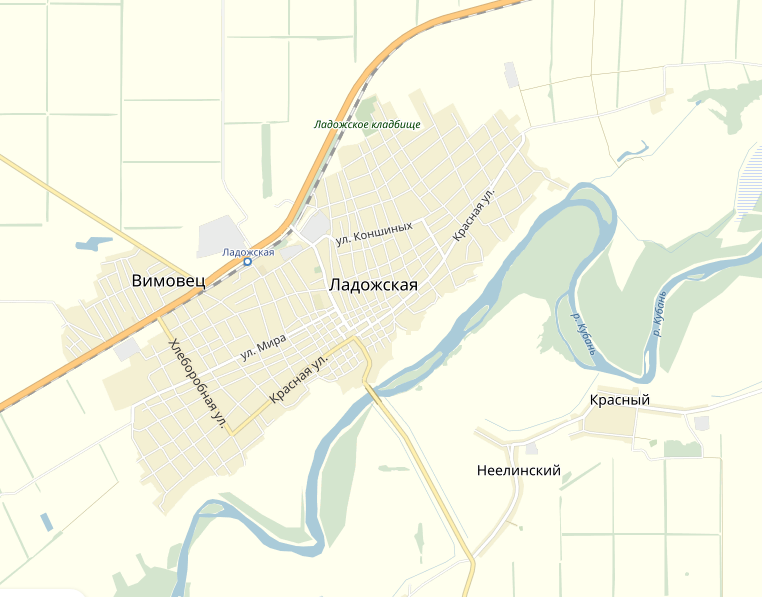 Ладожское кладбище
Красная ул.
ул. Коншиных
Ладожская
Вимовец
Ладожская
р. Кубань
р. Кубань
ул. Мира
Хлеборобная ул.
Красная ул.
Красный
Неелинский